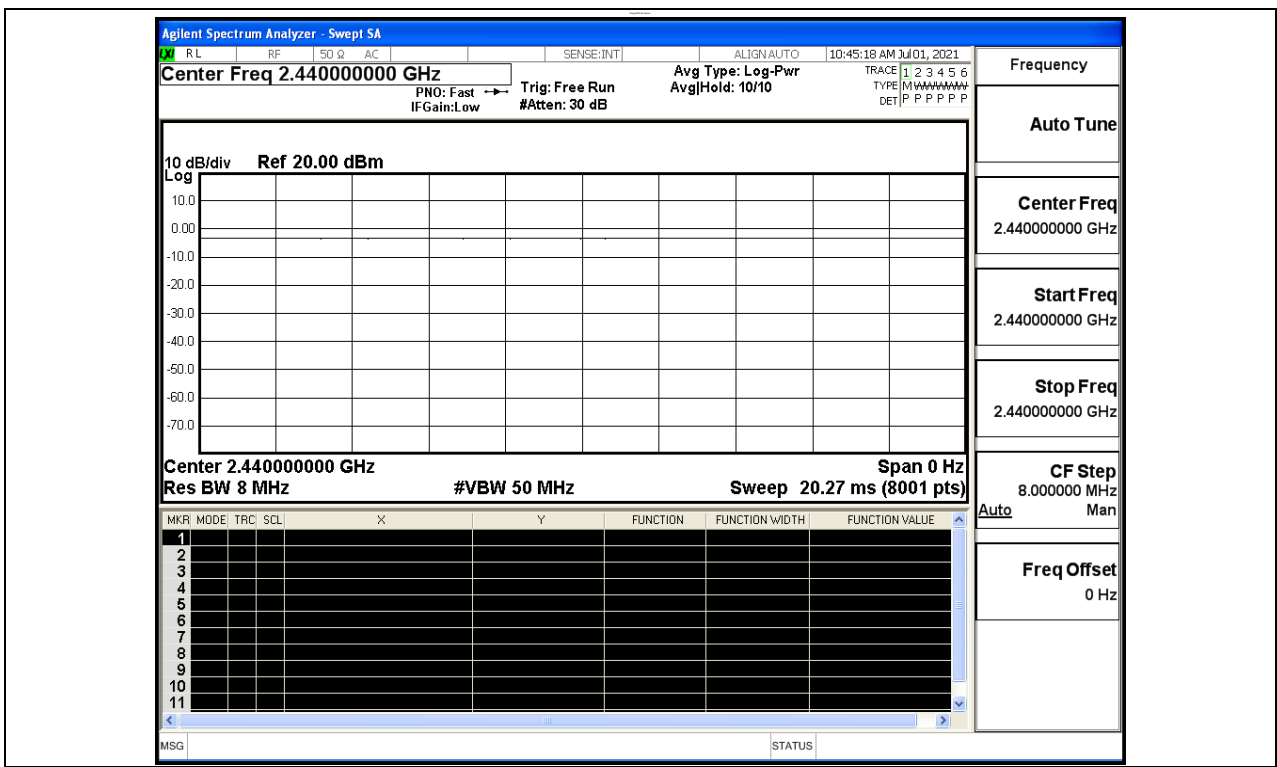 Agilent Spectrum Analyzer - Swept SA
LXI RL RF 50 Ω AC SENSE:INT ALIGN AUTO 10:45:18 AM Jul 01, 2021
Center Freq 2.440000000 GHz
PNO: Fast
IFGain:Low
Trig: Free Run
#Atten: 30 dB
Avg Type: Log-Pwr
Avg|Hold: 10/10
TRACE 1 2 3 4 5 6
TYPE M WWWWW
DET P P P P P P
10 dB/div Ref 20.00 dBm
Log
10.0
0.00
-10.0
-20.0
-30.0
-40.0
-50.0
-60.0
-70.0
Center 2.440000000 GHz Span 0 Hz
Res BW 8 MHz #VBW 50 MHz Sweep 20.27 ms (8001 pts)
MKR MODE TRC SCL X Y FUNCTION FUNCTION WIDTH FUNCTION VALUE
1
2
3
4
5
6
7
8
9
10
11
MSG STATUS
Frequency
Auto Tune
Center Freq
2.440000000 GHz
Start Freq
2.440000000 GHz
Stop Freq
2.440000000 GHz
CF Step
8.000000 MHz
Auto Man
Freq Offset
0 Hz